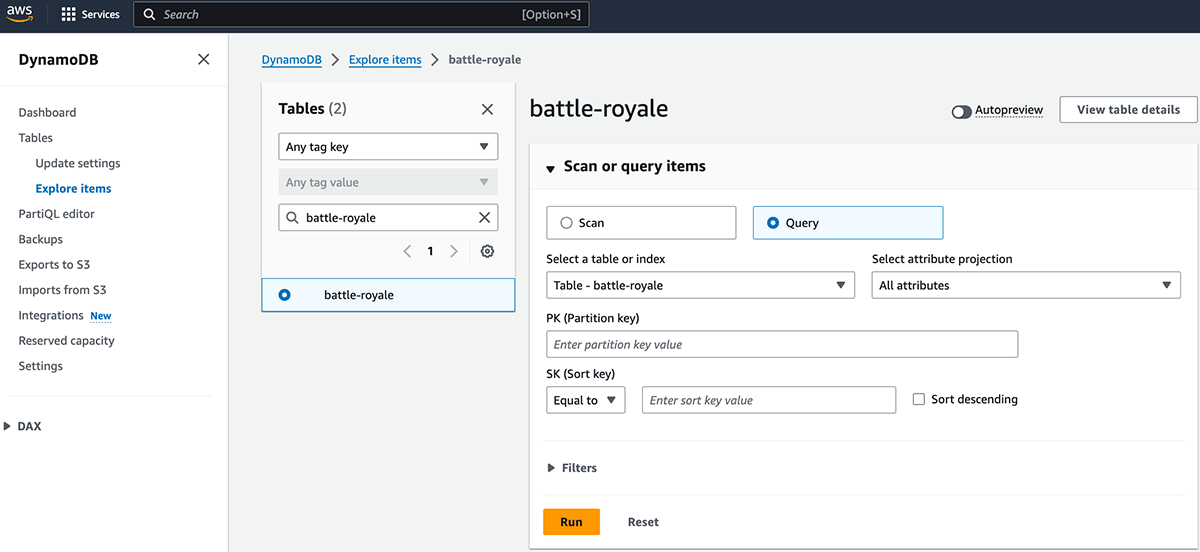 aws
Services
Search
[Option+S]
DynamoDB
Dashboard
Tables
Update settings
Explore items
PartiQL editor
Backups
Exports to S3
Imports from S3
Integrations New
Reserved capacity
Settings
DAX
DynamoDB
Explore items
battle-royale
Tables (2)
Any tag key
Any tag value
battle-royale
1
battle-royale
battle-royale
Autopreview
View table details
Scan or query items
Scan
Query
Select a table or index
Table - battle-royale
Select attribute projection
All attributes
PK (Partition key)
Enter partition key value
SK (Sort key)
Equal to
Enter sort key value
Sort descending
Filters
Run
Reset